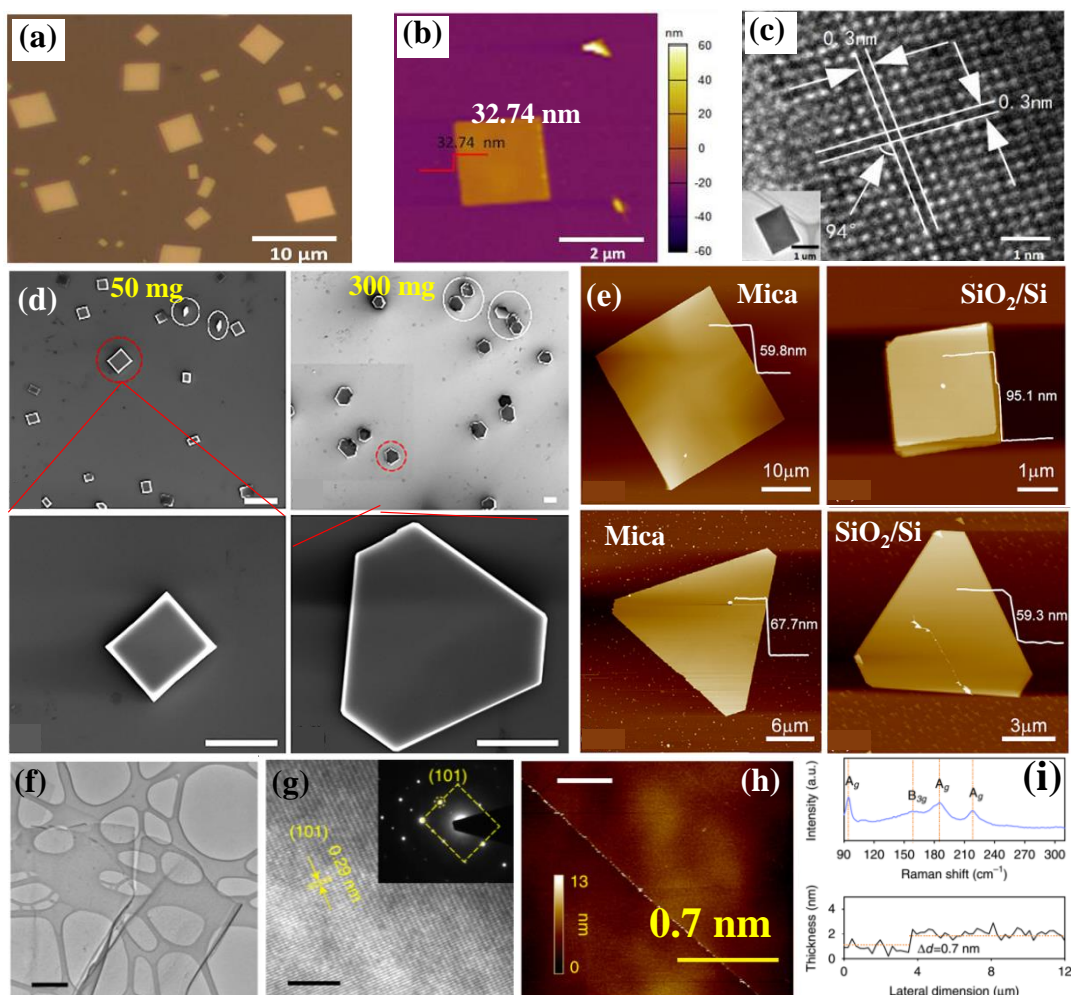 (a)
10 μm
(b)
32.74 nm
32.74 nm
2 μm
nm
60
40
20
0
-20
-40
-60
(c)
0.3nm
0.3nm
94°
1 um
1 nm
(d)
50 mg
300 mg
(e)
Mica
59.8nm
10μm
SiO₂/Si
95.1 nm
1μm
Mica
67.7nm
6μm
SiO₂/Si
59.3 nm
3μm
(f)
(g)
(101)
0.29 nm
(101)
(h)
13
nm
0
0.7 nm
(i)
Intensity (a.u.)
Ag
B3g
Ag
Ag
90 120 150 180 210 240 270 300
Raman shift (cm⁻¹)
Thickness (nm)
4
2
0
Δd=0.7 nm
0 4 8 12
Lateral dimension (μm)